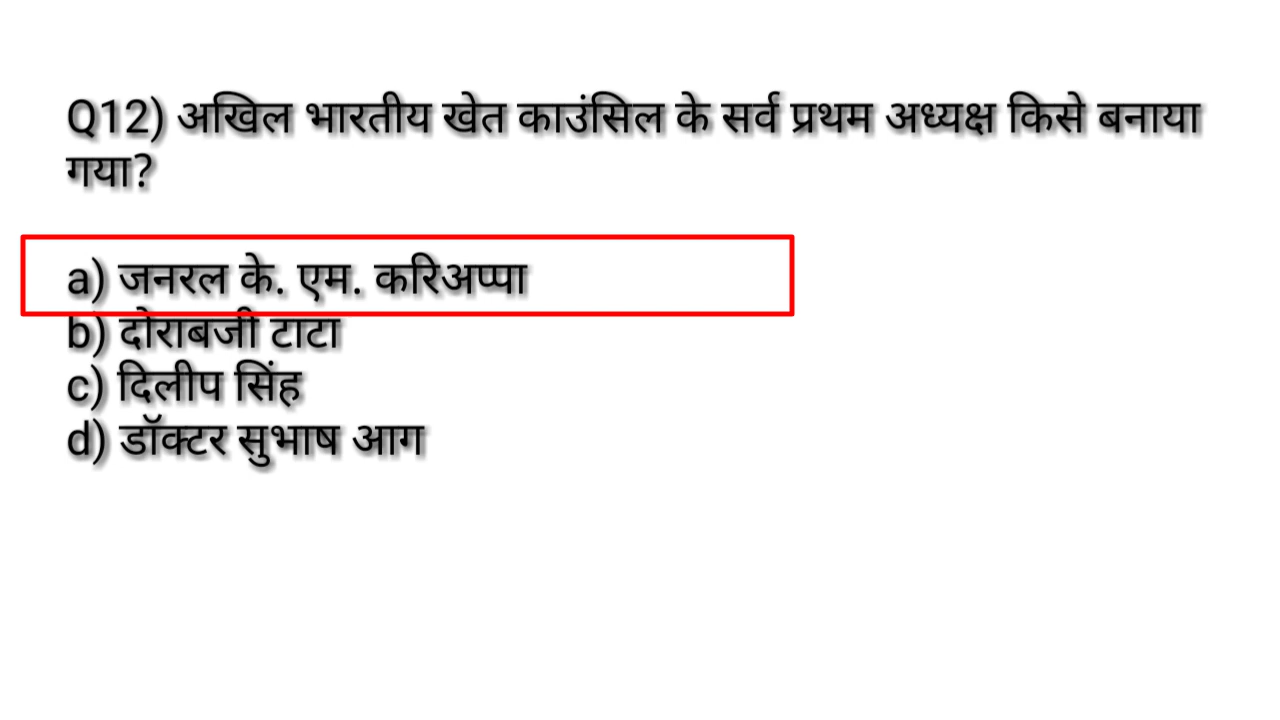 Q12) अखिल भारतीय खेत काउंसिल के सर्व प्रथम अध्यक्ष किसे बनाया
गया?
a) जनरल के. एम. करिअप्पा
b) दोराबजी टाटा
c) दिलीप सिंह
d) डॉक्टर सुभाष आग